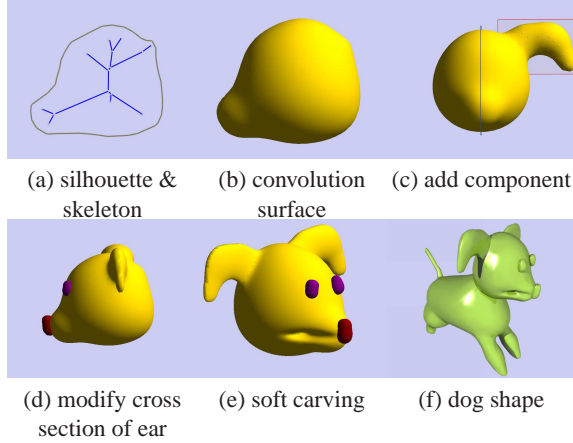 (a) silhouette &
skeleton
(b) convolution
surface
(c) add component
(d) modify cross
section of ear
(e) soft carving
(f) dog shape